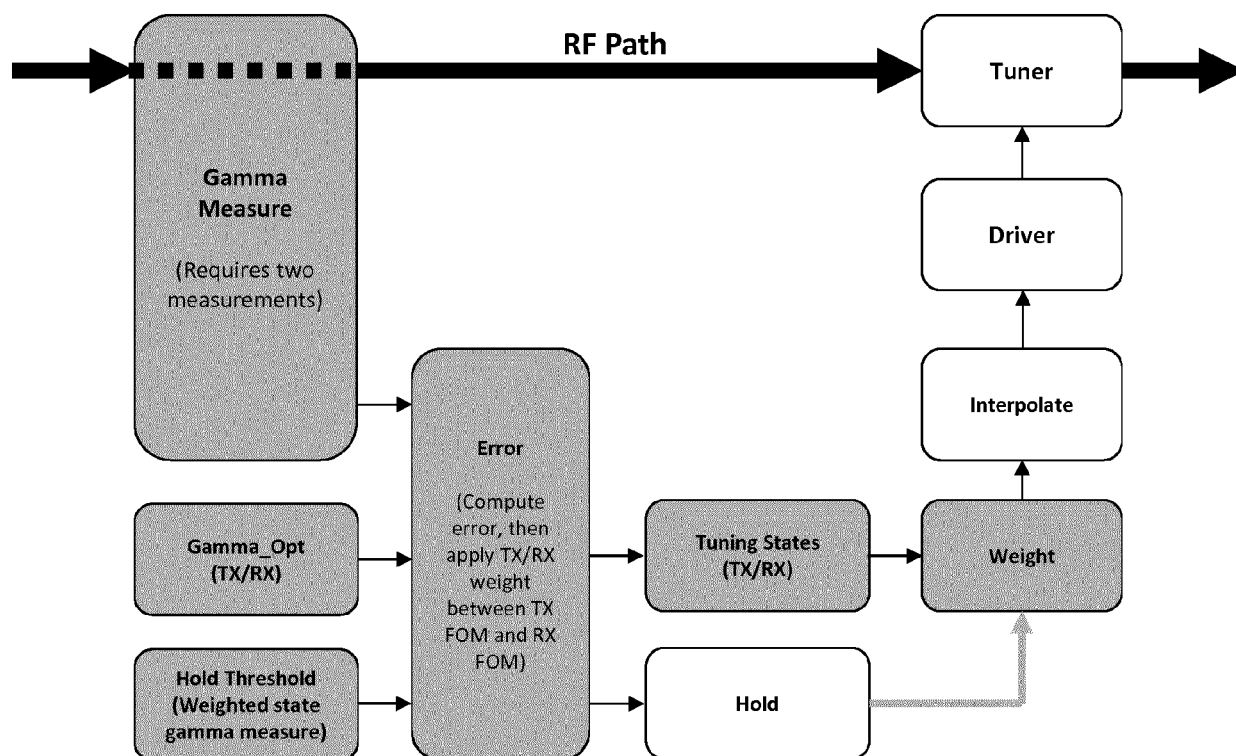 RF Path
Tuner
Gamma
Measure
(Requires two
measurements)
Driver
Interpolate
Error
(Compute
error, then
apply TX/RX
weight
between TX
FOM and RX
FOM)
Gamma_Opt
(TX/RX)
Tuning States
(TX/RX)
Weight
Hold Threshold
(Weighted state
gamma measure)
Hold